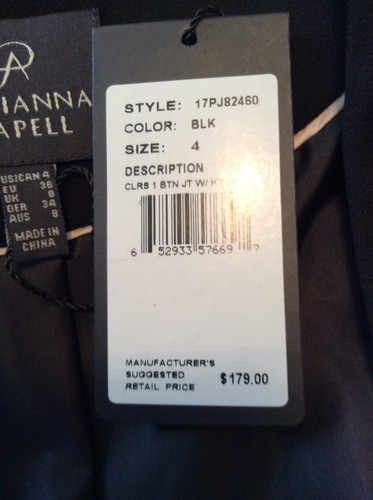 IANNA
APELL
US/CAN 4
EU 36
UK 8
GER 34
AUS 8
MADE IN
CHINA
STYLE: 17PJ82460
COLOR: BLK
SIZE: 4
DESCRIPTION
CLRS 1 BTN JT W/
6 52933 57669 7
MANUFACTURER'S
SUGGESTED
RETAIL PRICE $179.00